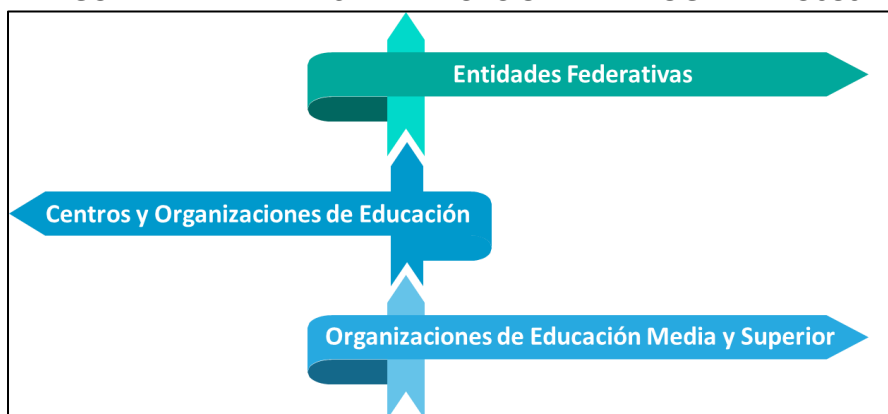 Entidades Federativas
Centros y Organizaciones de Educación
Organizaciones de Educación Media y Superior